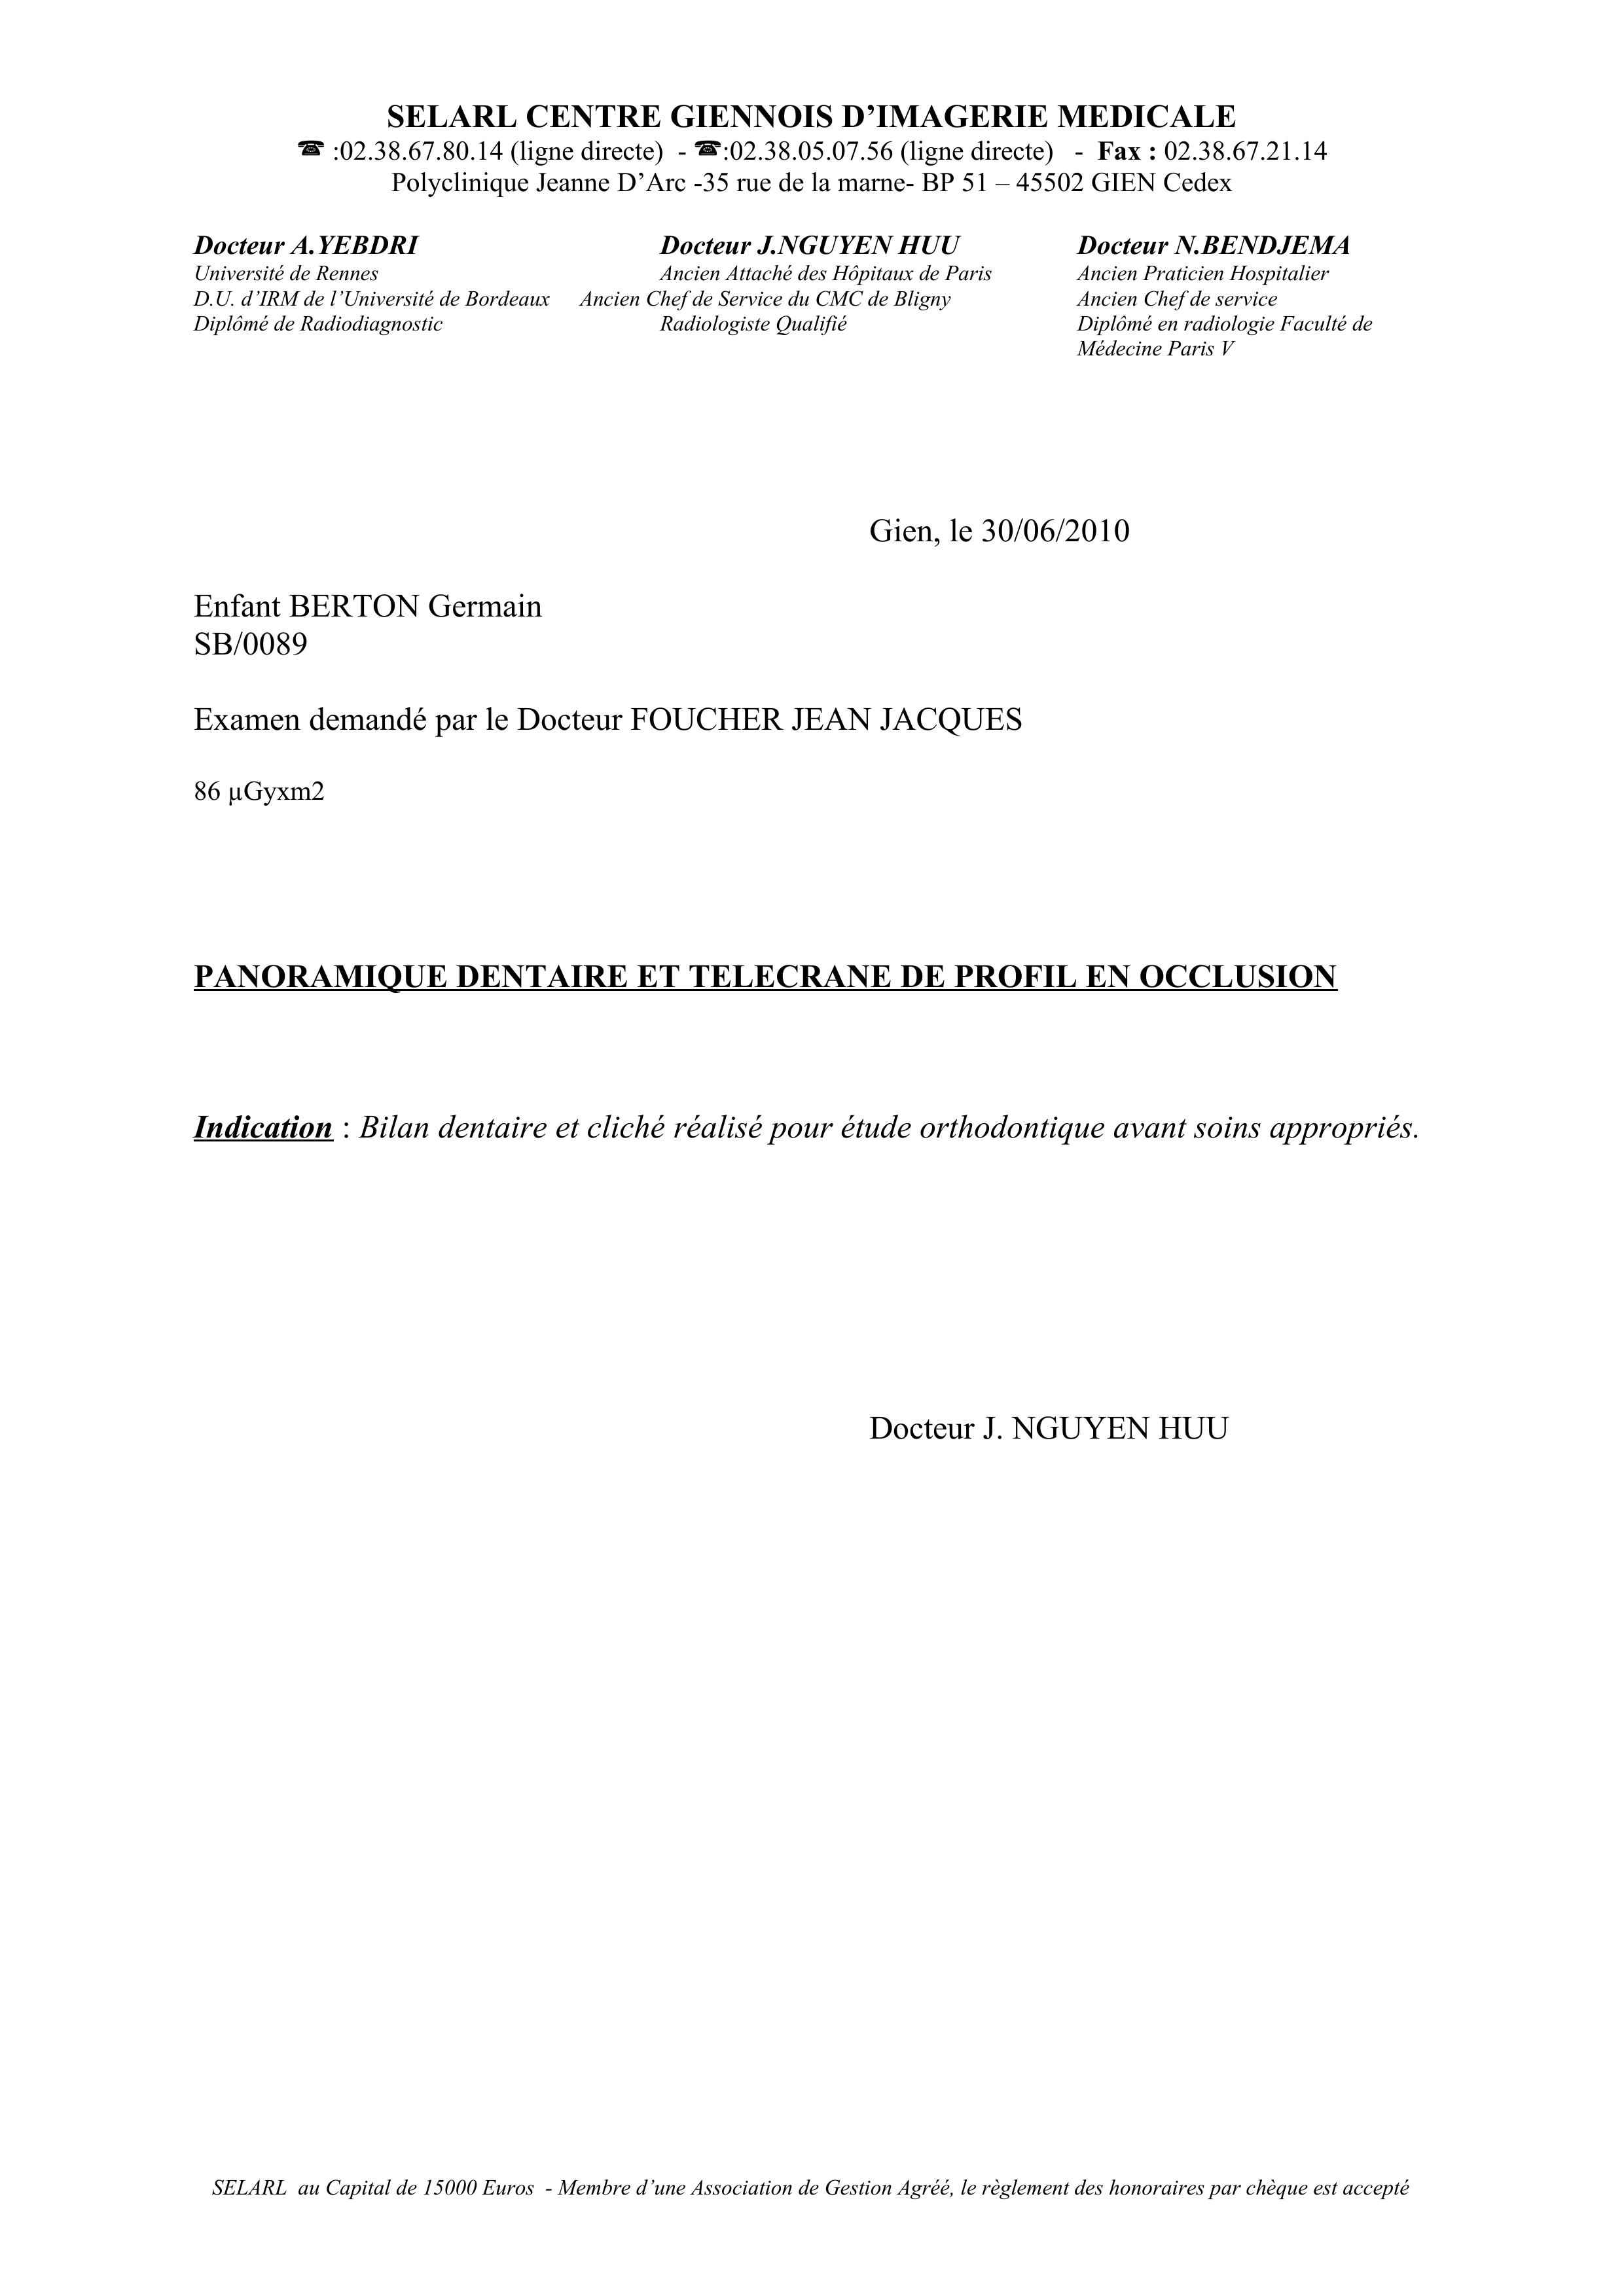 SELARL CENTRE GIENNOIS D’IMAGERIE MEDICALE
☎ :02.38.67.80.14 (ligne directe) - ☎:02.38.05.07.56 (ligne directe) - Fax : 02.38.67.21.14
Polyclinique Jeanne D’Arc -35 rue de la marne- BP 51 – 45502 GIEN Cedex
Docteur A.YEBDRI Docteur J.NGUYEN HUU Docteur N.BENDJEMA
Université de Rennes Ancien Attaché des Hôpitaux de Paris Ancien Praticien Hospitalier
D.U. d’IRM de l’Université de Bordeaux Ancien Chef de Service du CMC de Bligny Ancien Chef de service
Diplômé de Radiodiagnostic Radiologiste Qualifié Diplômé en radiologie Faculté de
Médecine Paris V
Gien, le 30/06/2010
Enfant BERTON Germain
SB/0089
Examen demandé par le Docteur FOUCHER JEAN JACQUES
86 µGyxm2
PANORAMIQUE DENTAIRE ET TELECRANE DE PROFIL EN OCCLUSION
Indication : Bilan dentaire et cliché réalisé pour étude orthodontique avant soins appropriés.
Docteur J. NGUYEN HUU
SELARL au Capital de 15000 Euros - Membre d’une Association de Gestion Agréé, le règlement des honoraires par chèque est accepté